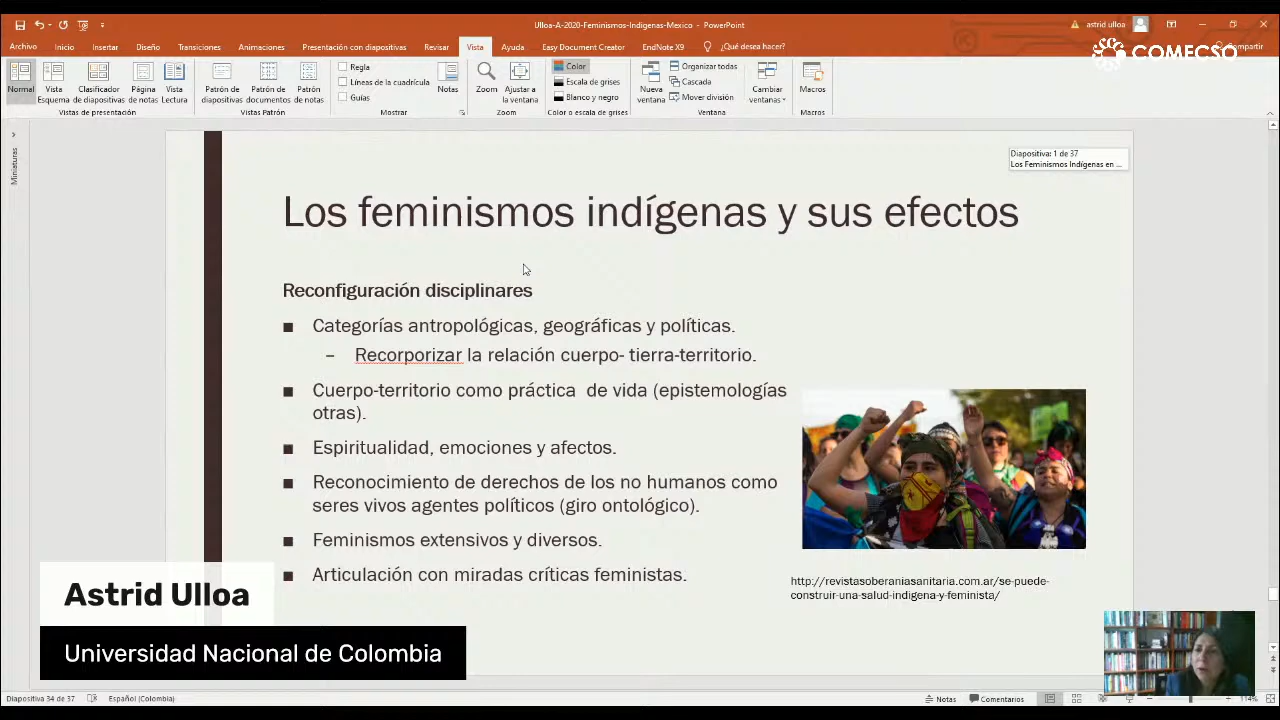 Ulloa-A-2020-Feminismos-Indigenas-Mexico - PowerPoint
astrid ulloa
Archivo Inicio Insertar Diseño Transiciones Animaciones Presentación con diapositivas Revisar Vista Ayuda Easy Document Creator EndNote X9 ¿Qué desea hacer? Compartir
COMECSO
Normal
Vista Esquema
Clasificador de diapositivas
Página de notas
Vista Lectura
Vistas de presentación
Patrón de diapositivas
Patrón de documentos
Patrón de notas
Vistas Patrón
Regla
Líneas de la cuadrícula
Guías
Mostrar
Notas
Zoom
Ajustar a la ventana
Zoom
Color
Escala de grises
Blanco y negro
Color o escala de grises
Nueva ventana
Organizar todas
Cascada
Mover división
Ventana
Cambiar ventanas
Macros
Macros
Miniaturas
Diapositiva: 1 de 37
Los Feminismos Indígenas en ...
Los feminismos indígenas y sus efectos
Reconfiguración disciplinares
■ Categorías antropológicas, geográficas y políticas.
– Recorporizar la relación cuerpo- tierra-territorio.
■ Cuerpo-territorio como práctica de vida (epistemologías
otras).
■ Espiritualidad, emociones y afectos.
■ Reconocimiento de derechos de los no humanos como
seres vivos agentes políticos (giro ontológico).
■ Feminismos extensivos y diversos.
■ Articulación con miradas críticas feministas.
http://revistasoberaniasanitaria.com.ar/se-puede-
construir-una-salud-indigena-y-feminista/
Astrid Ulloa
Universidad Nacional de Colombia
Diapositiva 34 de 37 Español (Colombia) Notas Comentarios 114%